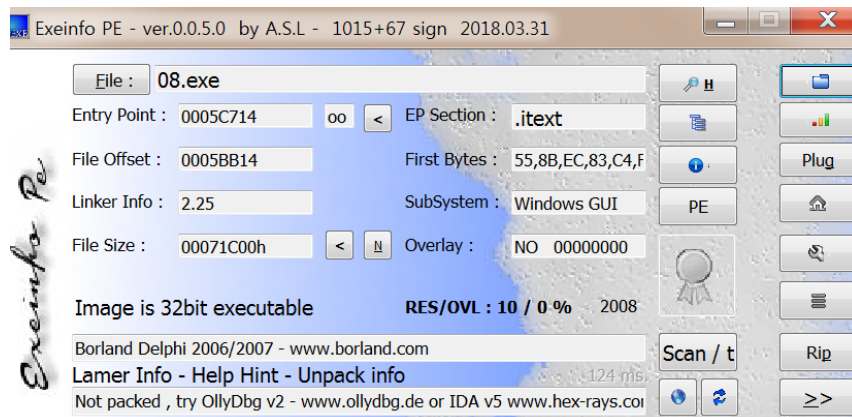 Exeinfo PE - ver.0.0.5.0 by A.S.L - 1015+67 sign 2018.03.31
File : 08.exe H
Entry Point : 0005C714 oo < EP Section : .itext
File Offset : 0005BB14 First Bytes : 55,8B,EC,83,C4,F Plug
Linker Info : 2.25 SubSystem : Windows GUI PE
File Size : 00071C00h < N Overlay : NO 00000000
Image is 32bit executable RES/OVL : 10 / 0 % 2008
Borland Delphi 2006/2007 - www.borland.com Scan / t Rip
Lamer Info - Help Hint - Unpack info 124 ms.
Not packed , try OllyDbg v2 - www.ollydbg.de or IDA v5 www.hex-rays.co >>
Exeinfo Pe